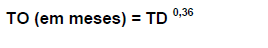 TO (em meses) = TD 0,36